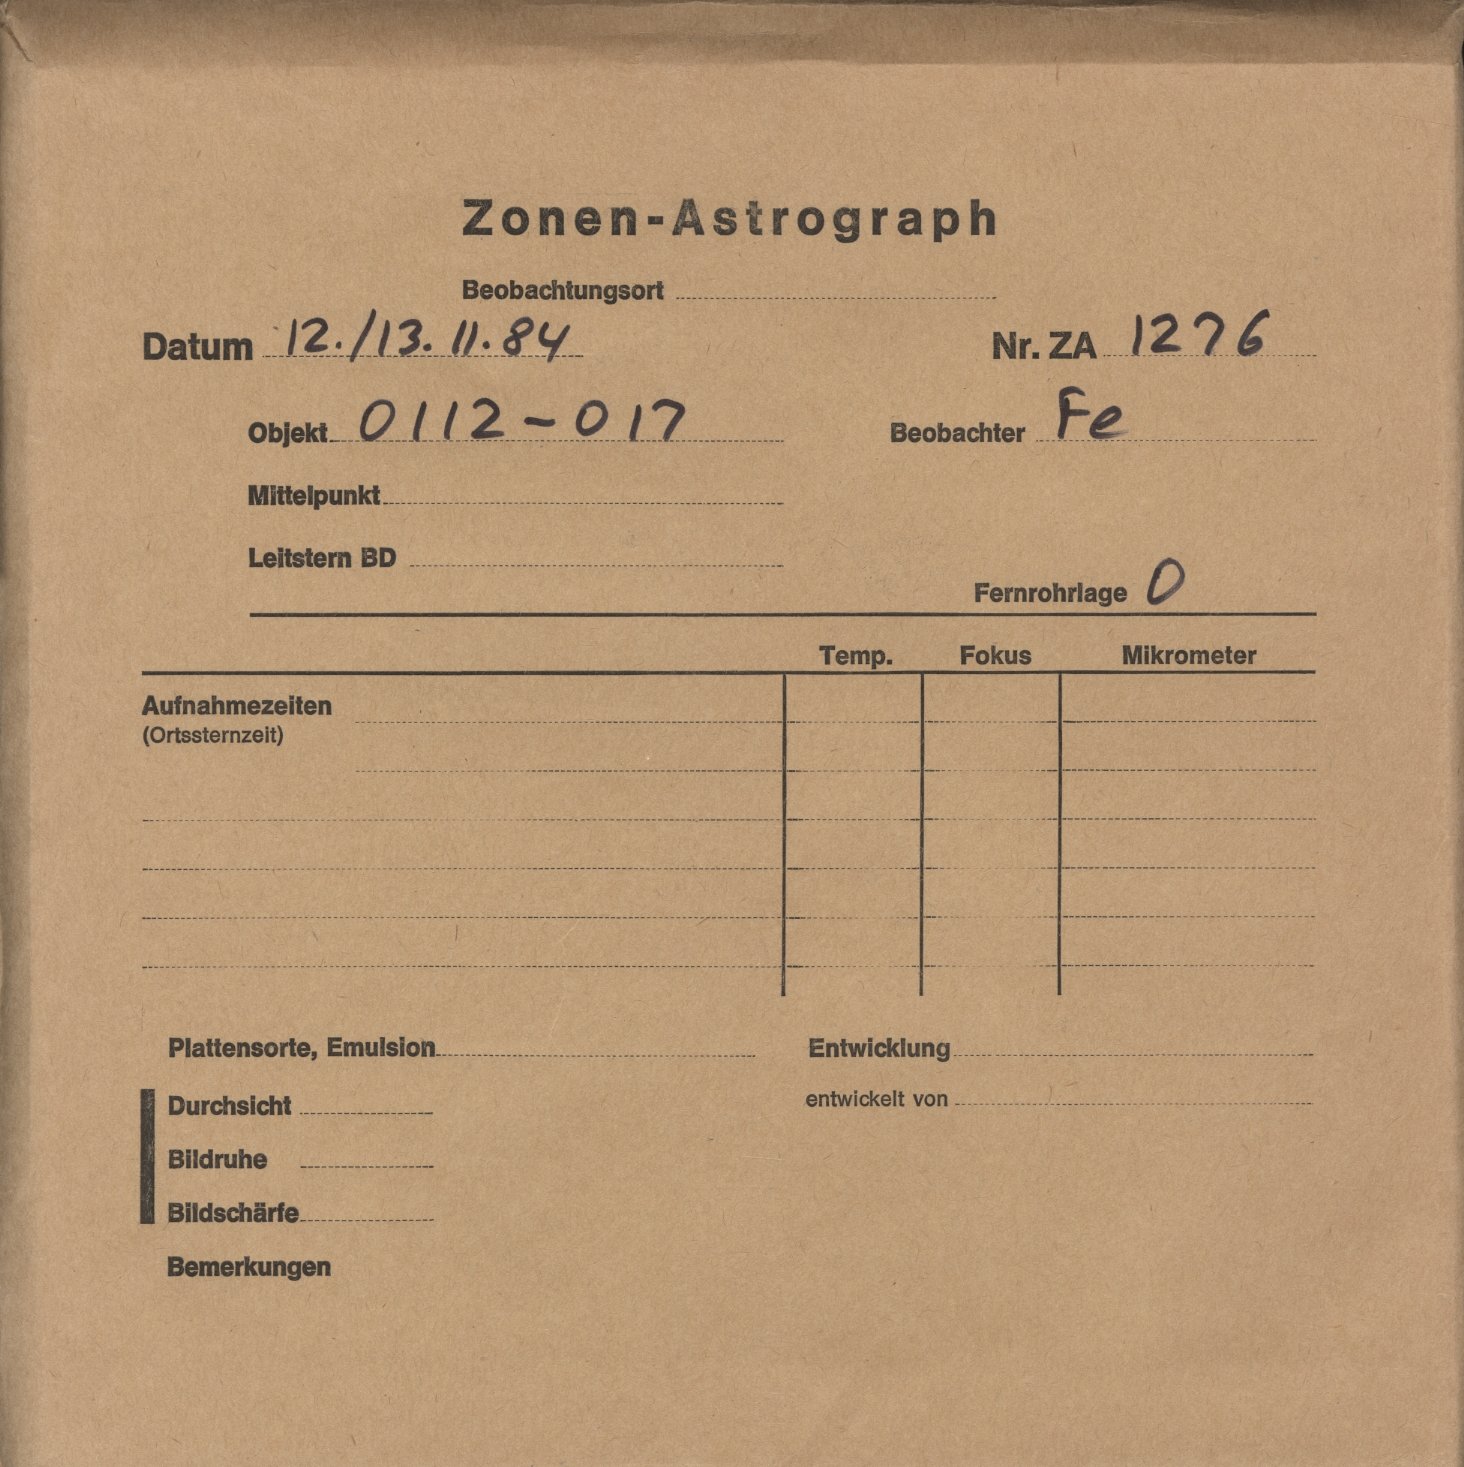 Zonen-Astrograph
Beobachtungsort
Datum 12./13.11.84 Nr. ZA 1276
Objekt 0112-017 Beobachter Fe
Mittelpunkt
Leitstern BD
Fernrohrlage O
Temp. Fokus Mikrometer
Aufnahmezeiten
(Ortssternzeit)
Plattensorte, Emulsion Entwicklung
Durchsicht entwickelt von
Bildruhe
Bildschärfe
Bemerkungen